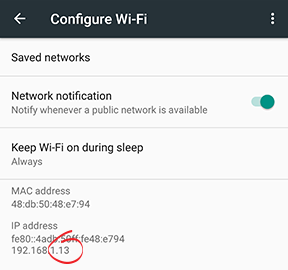 Configure Wi-Fi
Saved networks
Network notification
Notify whenever a public network is available
Keep Wi-Fi on during sleep
Always
MAC address
48:db:50:48:e7:94
IP address
fe80::4adb:50ff:fe48:e794
192.168.1.13